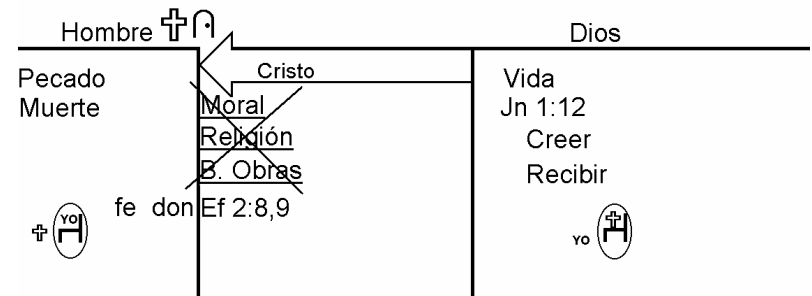 Hombre
Dios
Cristo
Pecado
Muerte
Moral
Religión
B. Obras
fe don Ef 2:8,9
YO
Vida
Jn 1:12
Creer
Recibir
YO